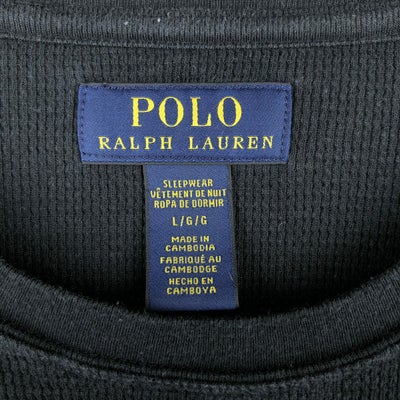 POLO
RALPH LAUREN
SLEEPWEAR
VÊTEMENT DE NUIT
ROPA DE DORMIR
L/G/G
MADE IN
CAMBODIA
FABRIQUÉ AU
CAMBODGE
HECHO EN
CAMBOYA